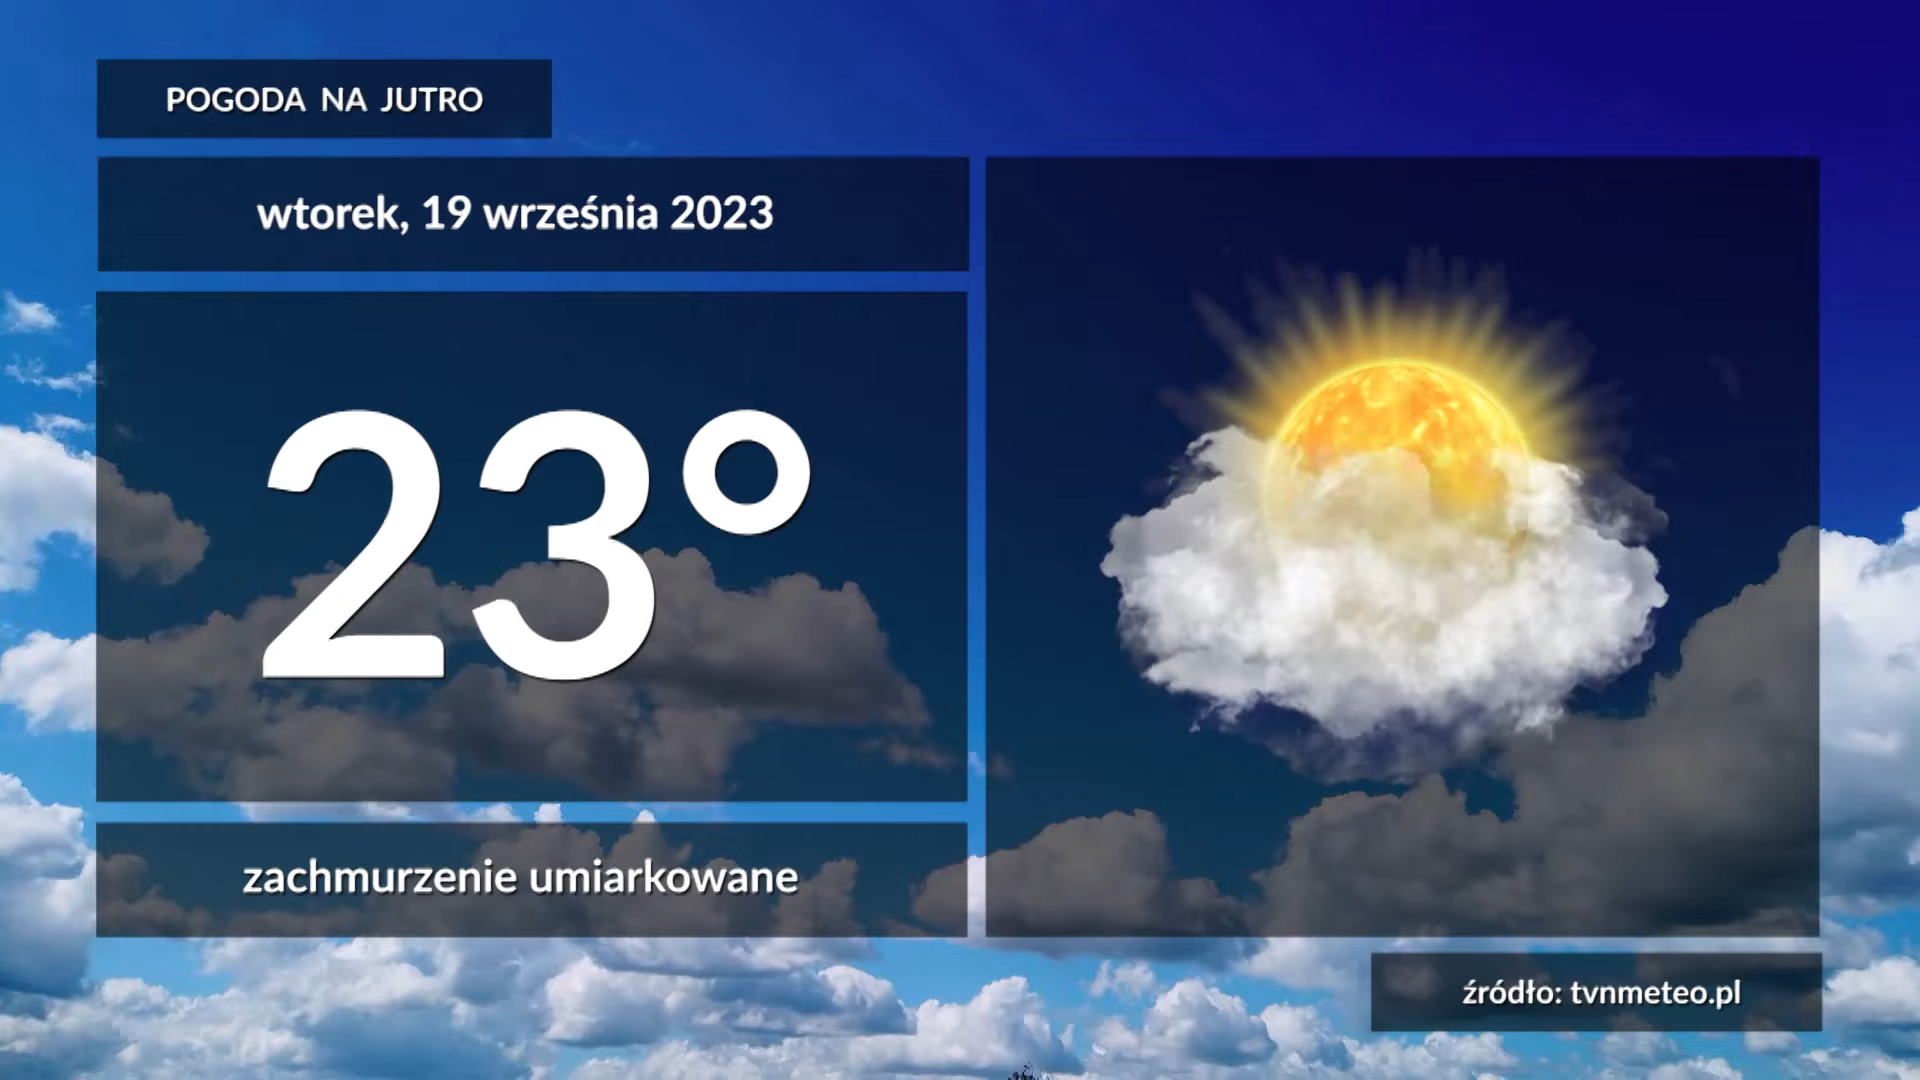 POGODA NA JUTRO
wtorek, 19 września 2023
23°
zachmurzenie umiarkowane
źródło: tvnmeteo.pl